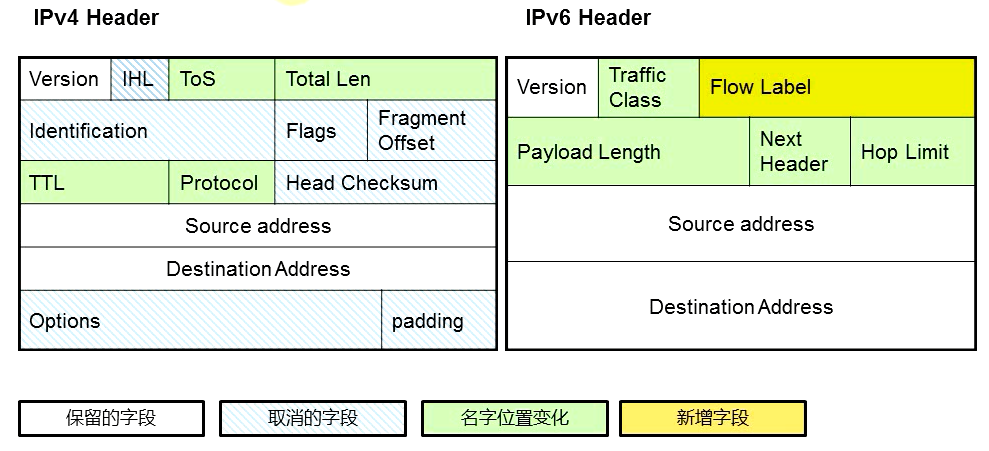 IPv4 Header
Version IHL ToS Total Len
Identification Flags Fragment Offset
TTL Protocol Head Checksum
Source address
Destination Address
Options padding
IPv6 Header
Version Traffic Class Flow Label
Payload Length Next Header Hop Limit
Source address
Destination Address
保留的字段 取消的字段 名字位置变化 新增字段